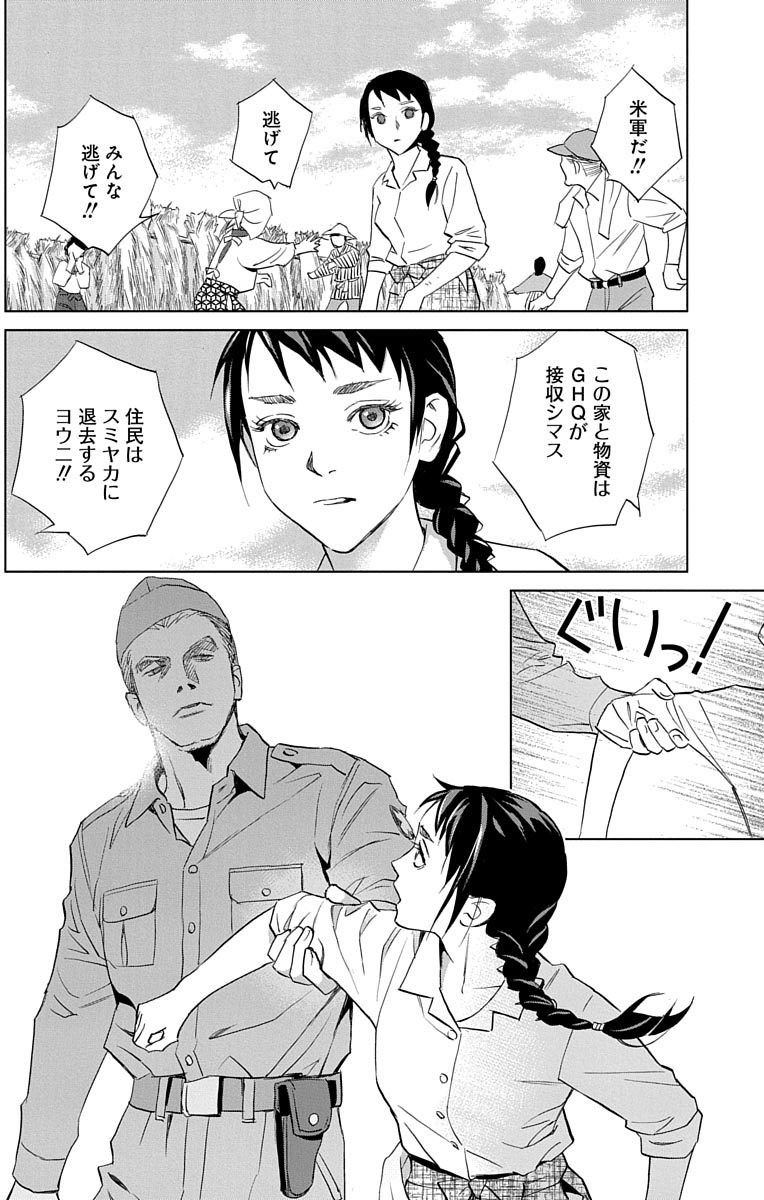 米軍だ!!
逃げて
みんな
逃げて!!
この家と物資は
GHQが
接収シマス
住民は
スミヤカに
退去する
ヨウニ!!
ぐいっ!